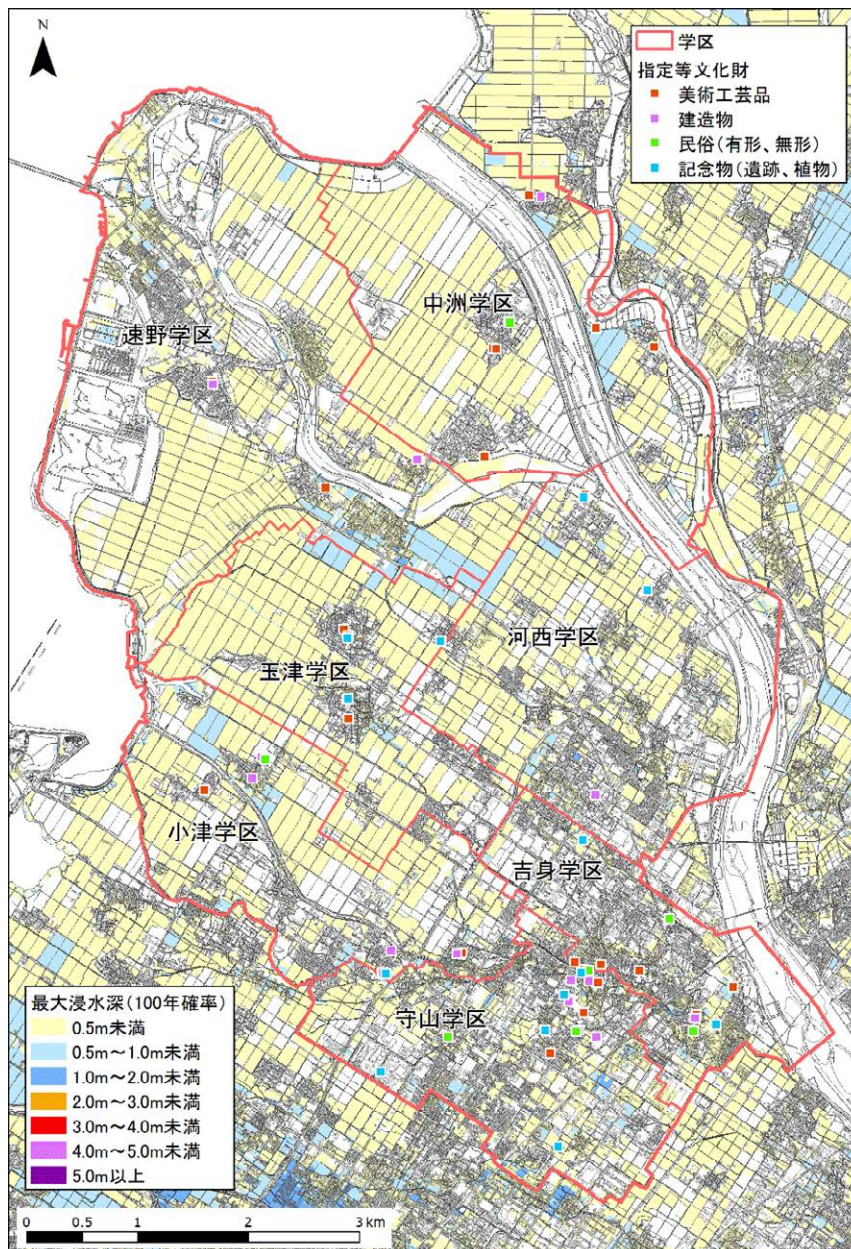 N
学区
指定等文化財
美術工芸品
建造物
民俗(有形、無形)
記念物(遺跡、植物)
中洲学区
速野学区
河西学区
玉津学区
小津学区
吉身学区
守山学区
最大浸水深(100年確率)
0.5m未満
0.5m～1.0m未満
1.0m～2.0m未満
2.0m～3.0m未満
3.0m～4.0m未満
4.0m～5.0m未満
5.0m以上
0 0.5 1 2 3 km